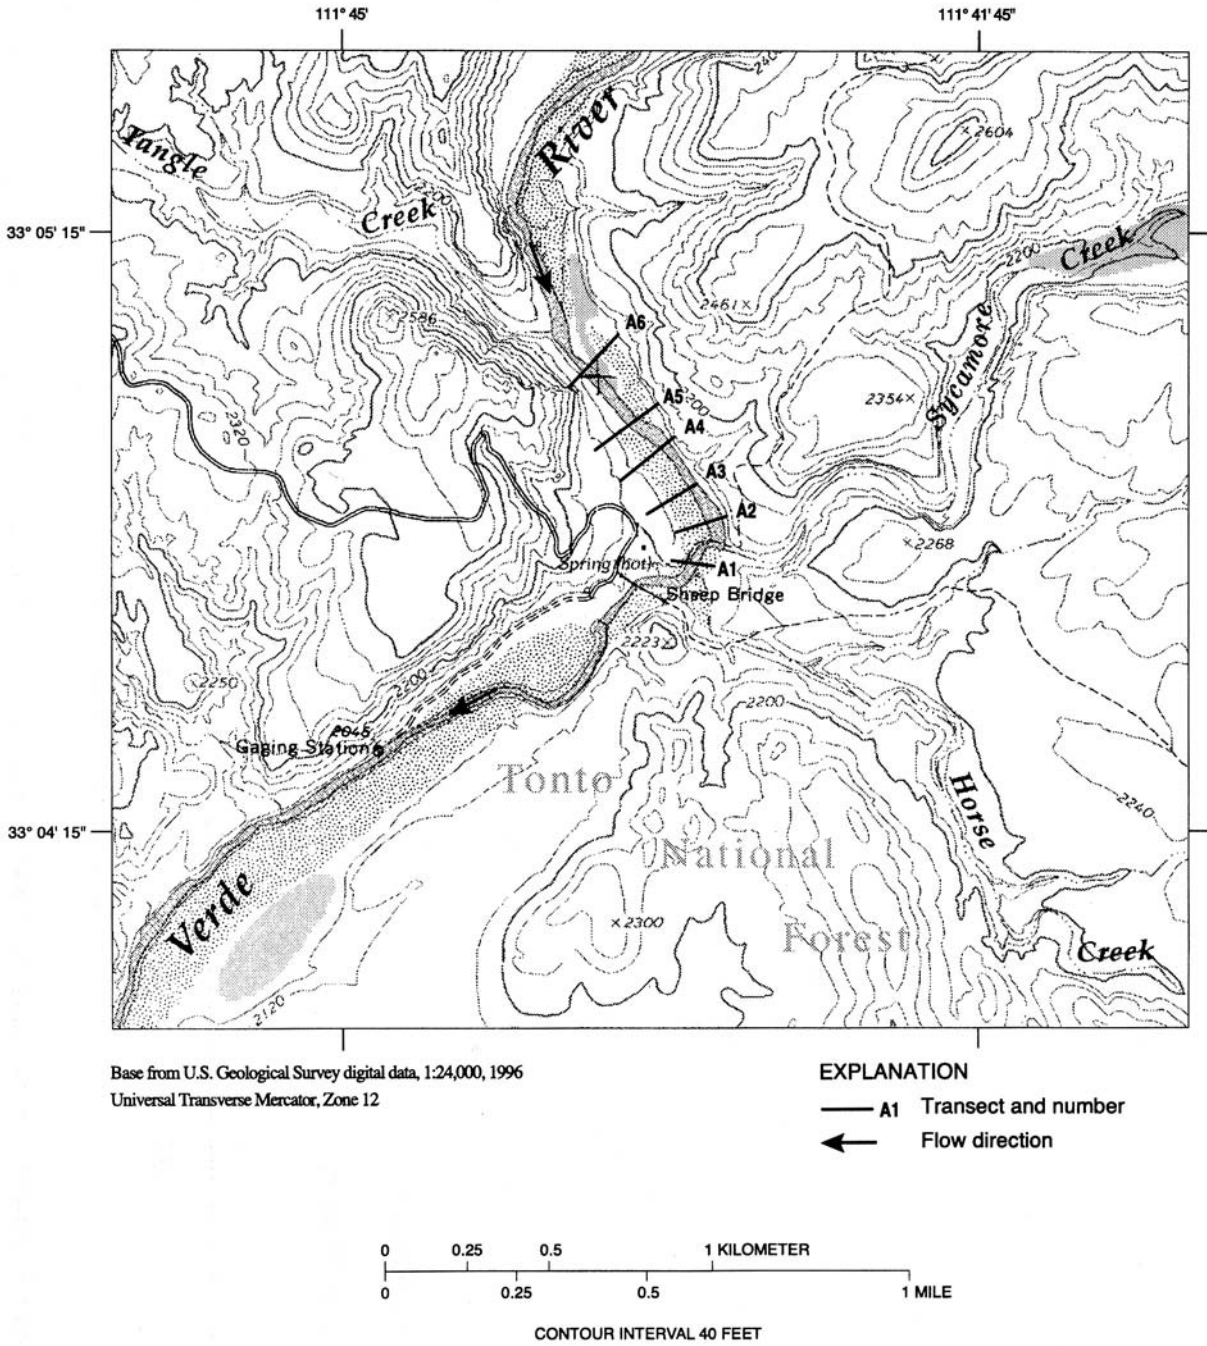 111° 45'
111° 41'45"
River
Tangle
Creek
33° 05' 15"
×2604
2200
Creek
2461×
×2586
A6
Sycamore
A5
2200
2354×
A4
2320
A3
A2
×2268
Spring (hot)
A1
Sheep Bridge
2232
×2250
2200
2200
2045
Gaging Station
Tonto
Horse
2240
33° 04' 15"
National
Verde
×2300
Forest
Creek
2120
Base from U.S. Geological Survey digital data, 1:24,000, 1996
Universal Transverse Mercator, Zone 12
EXPLANATION
A1 Transect and number
Flow direction
0 0.25 0.5 1 KILOMETER
0 0.25 0.5 1 MILE
CONTOUR INTERVAL 40 FEET